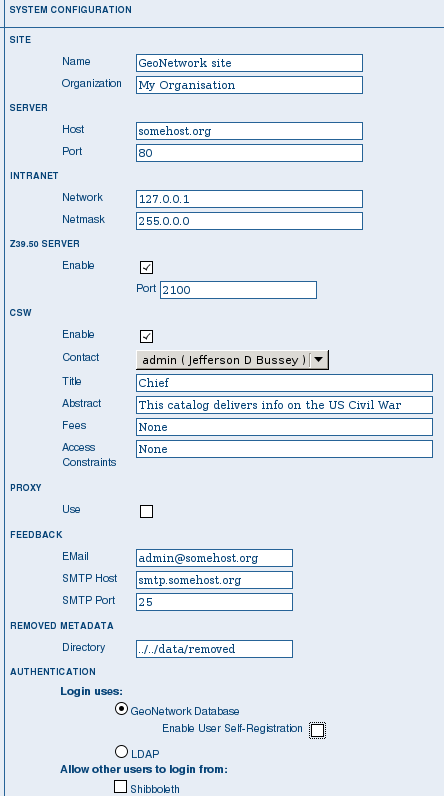 SYSTEM CONFIGURATION
SITE
Name GeoNetwork site
Organization My Organisation
SERVER
Host somehost.org
Port 80
INTRANET
Network 127.0.0.1
Netmask 255.0.0.0
Z39.50 SERVER
Enable
Port 2100
CSW
Enable
Contact admin ( Jefferson D Bussey )
Title Chief
Abstract This catalog delivers info on the US Civil War
Fees None
Access None
Constraints
PROXY
Use
FEEDBACK
EMail admin@somehost.org
SMTP Host smtp.somehost.org
SMTP Port 25
REMOVED METADATA
Directory ../../data/removed
AUTHENTICATION
Login uses:
GeoNetwork Database
Enable User Self-Registration
LDAP
Allow other users to login from:
Shibboleth